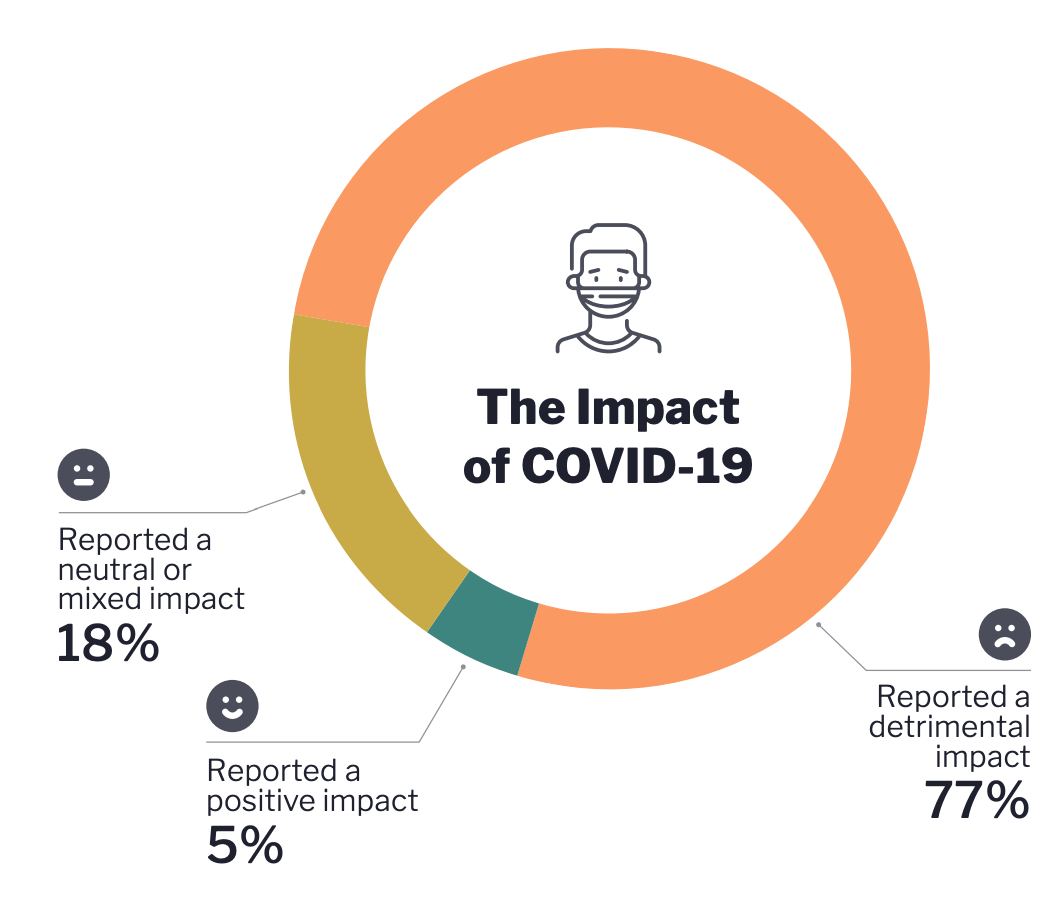 The Impact
of COVID-19
Reported a
neutral or
mixed impact
18%
Reported a
positive impact
5%
Reported a
detrimental
impact
77%